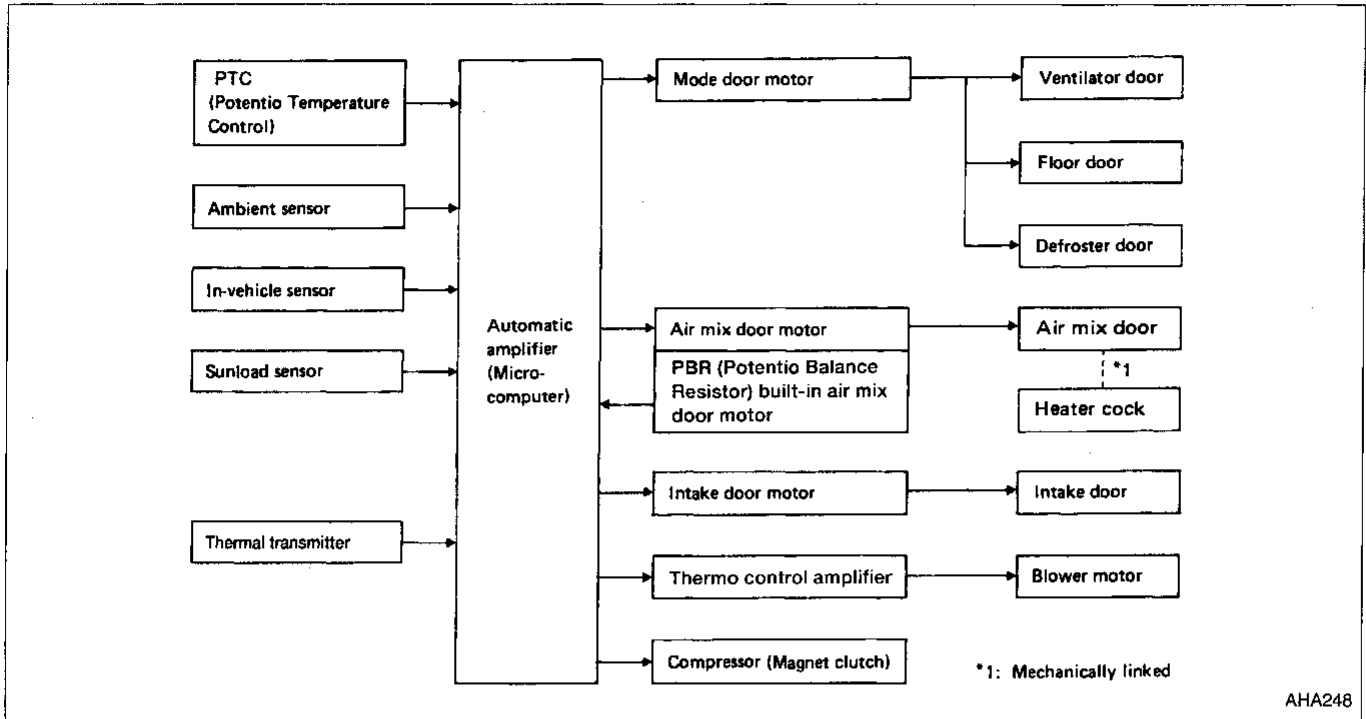 PTC
(Potentio Temperature
Control)
Ambient sensor
In-vehicle sensor
Sunload sensor
Thermal transmitter
Automatic
amplifier
(Micro-
computer)
Mode door motor
Air mix door motor
PBR (Potentio Balance
Resistor) built-in air mix
door motor
Intake door motor
Thermo control amplifier
Compressor (Magnet clutch)
Ventilator door
Floor door
Defroster door
Air mix door
*1
Heater cock
Intake door
Blower motor
*1: Mechanically linked
AHA248